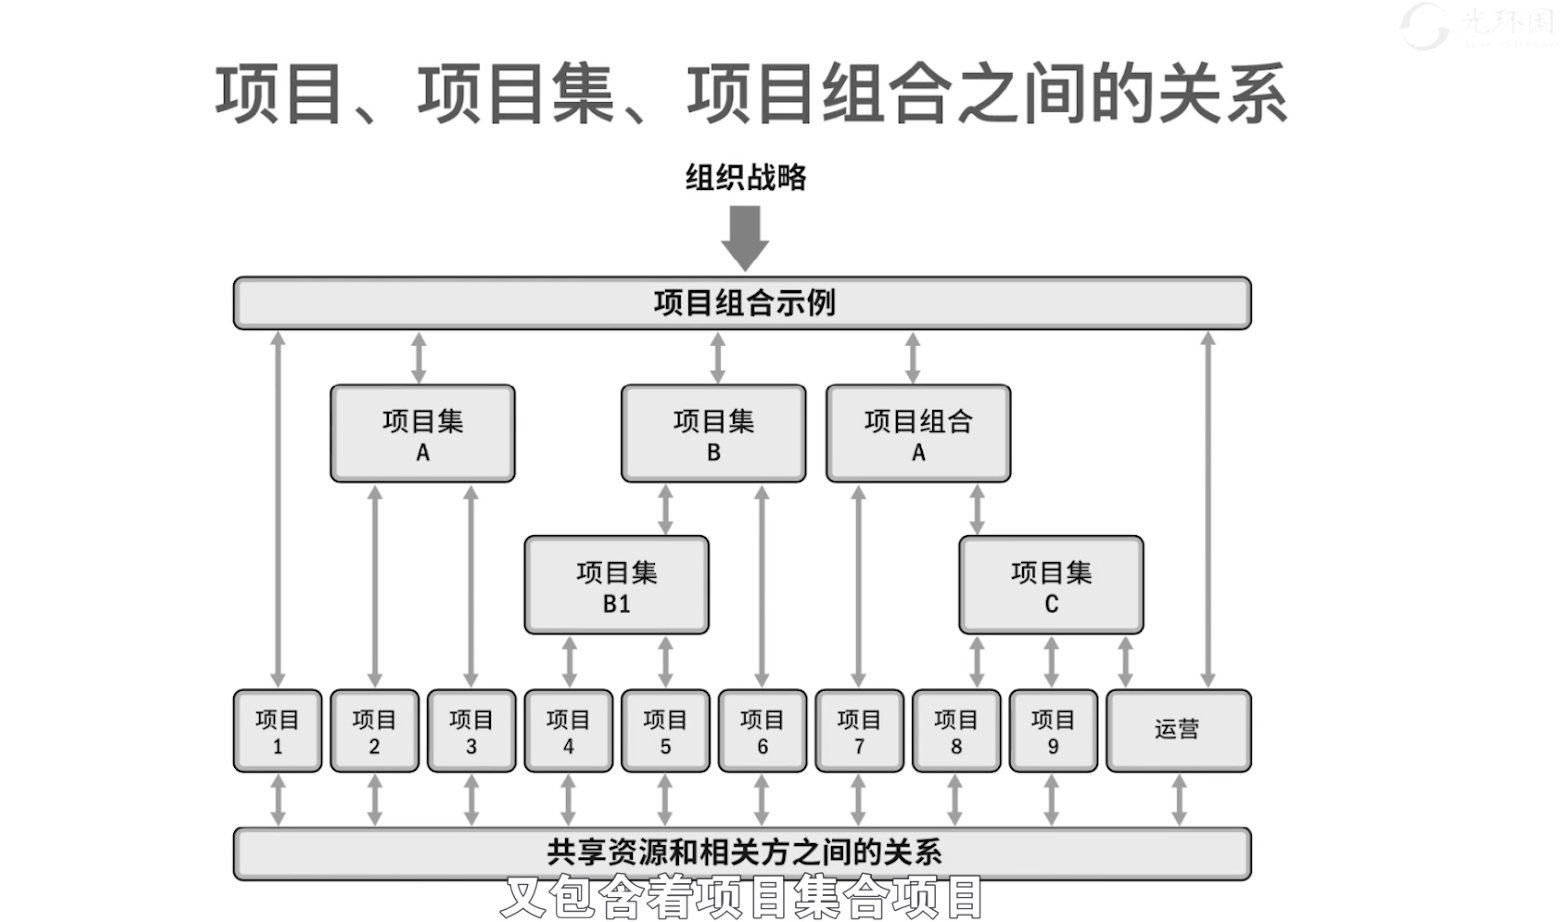 光环国
项目、项目集、项目组合之间的关系
组织战略
项目组合示例
项目集
A
项目集
B
项目组合
A
项目集
B1
项目集
C
项目
1
项目
2
项目
3
项目
4
项目
5
项目
6
项目
7
项目
8
项目
9
运营
共享资源和相关方之间的关系
又包含着项目集合项目